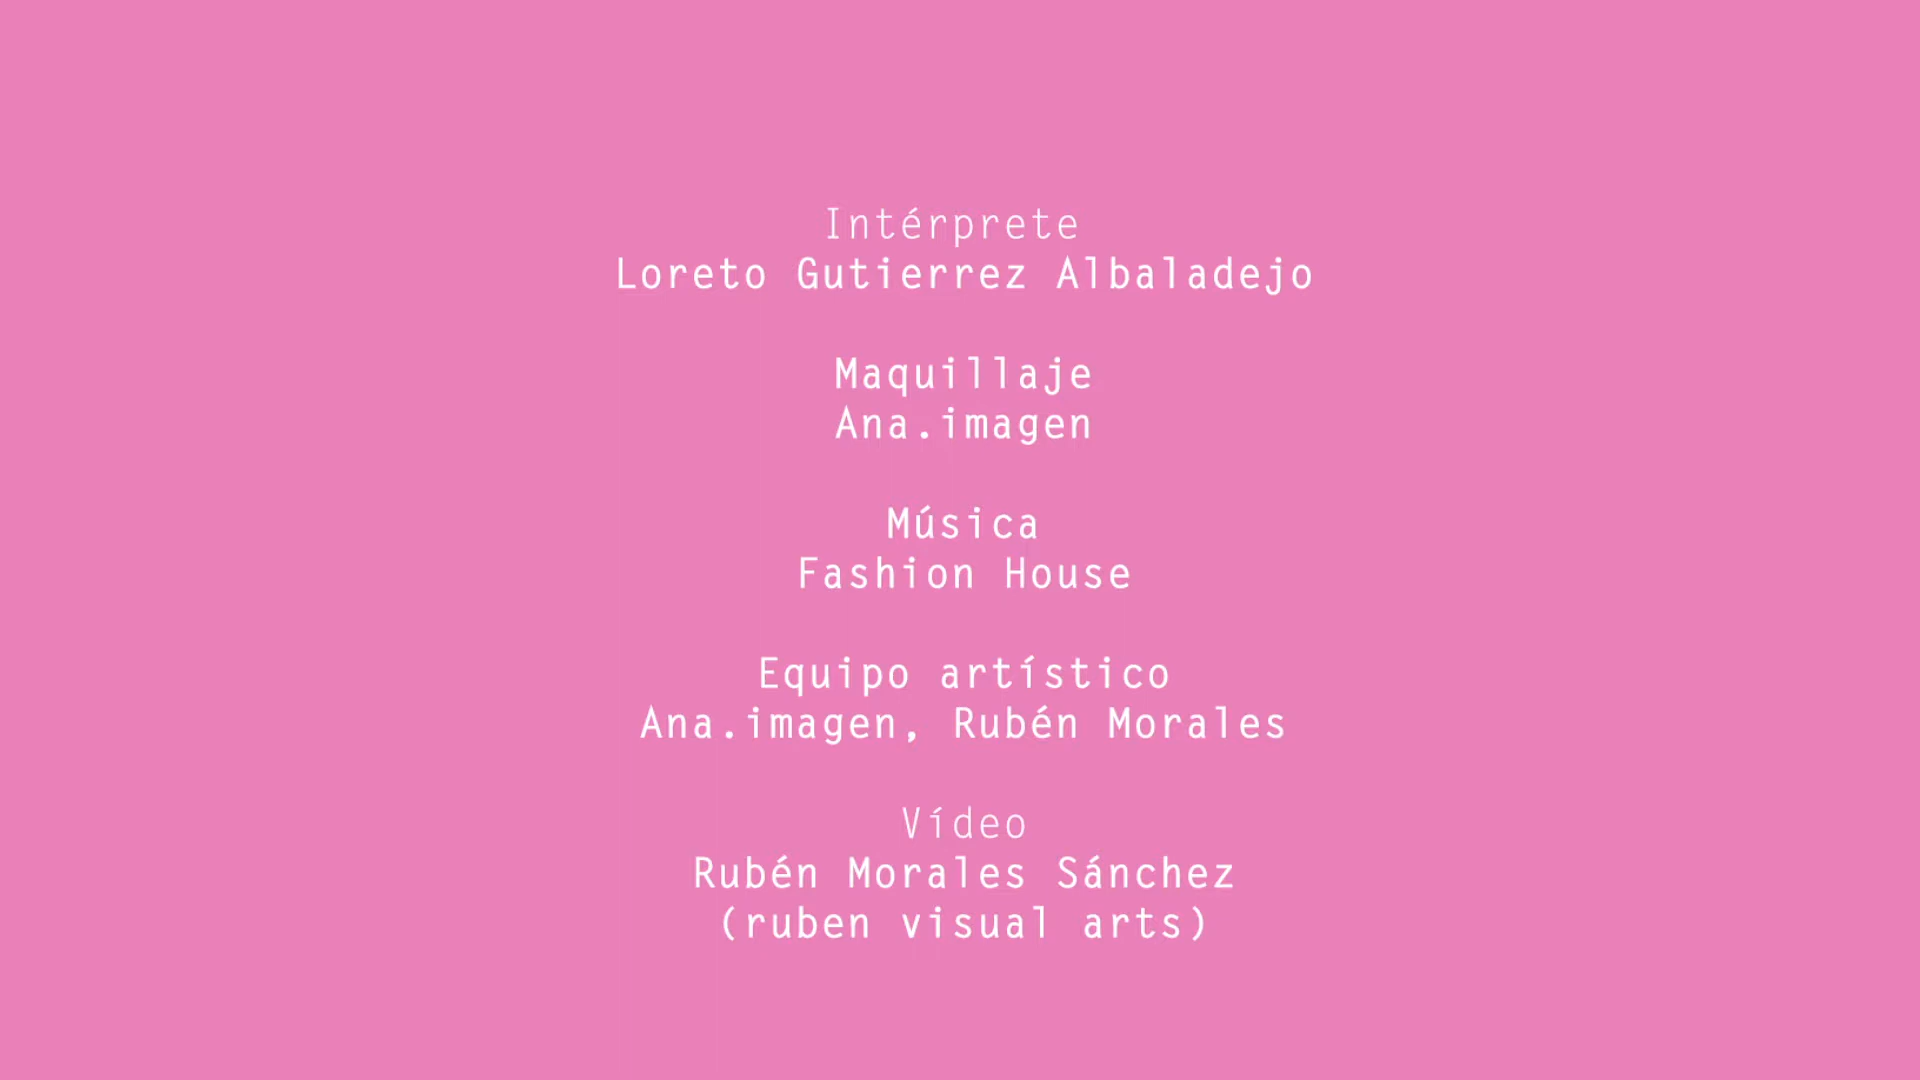 Intérprete
Loreto Gutierrez Albaladejo
Maquillaje
Ana.imagen
Música
Fashion House
Equipo artístico
Ana.imagen, Rubén Morales
Vídeo
Rubén Morales Sánchez
(ruben visual arts)